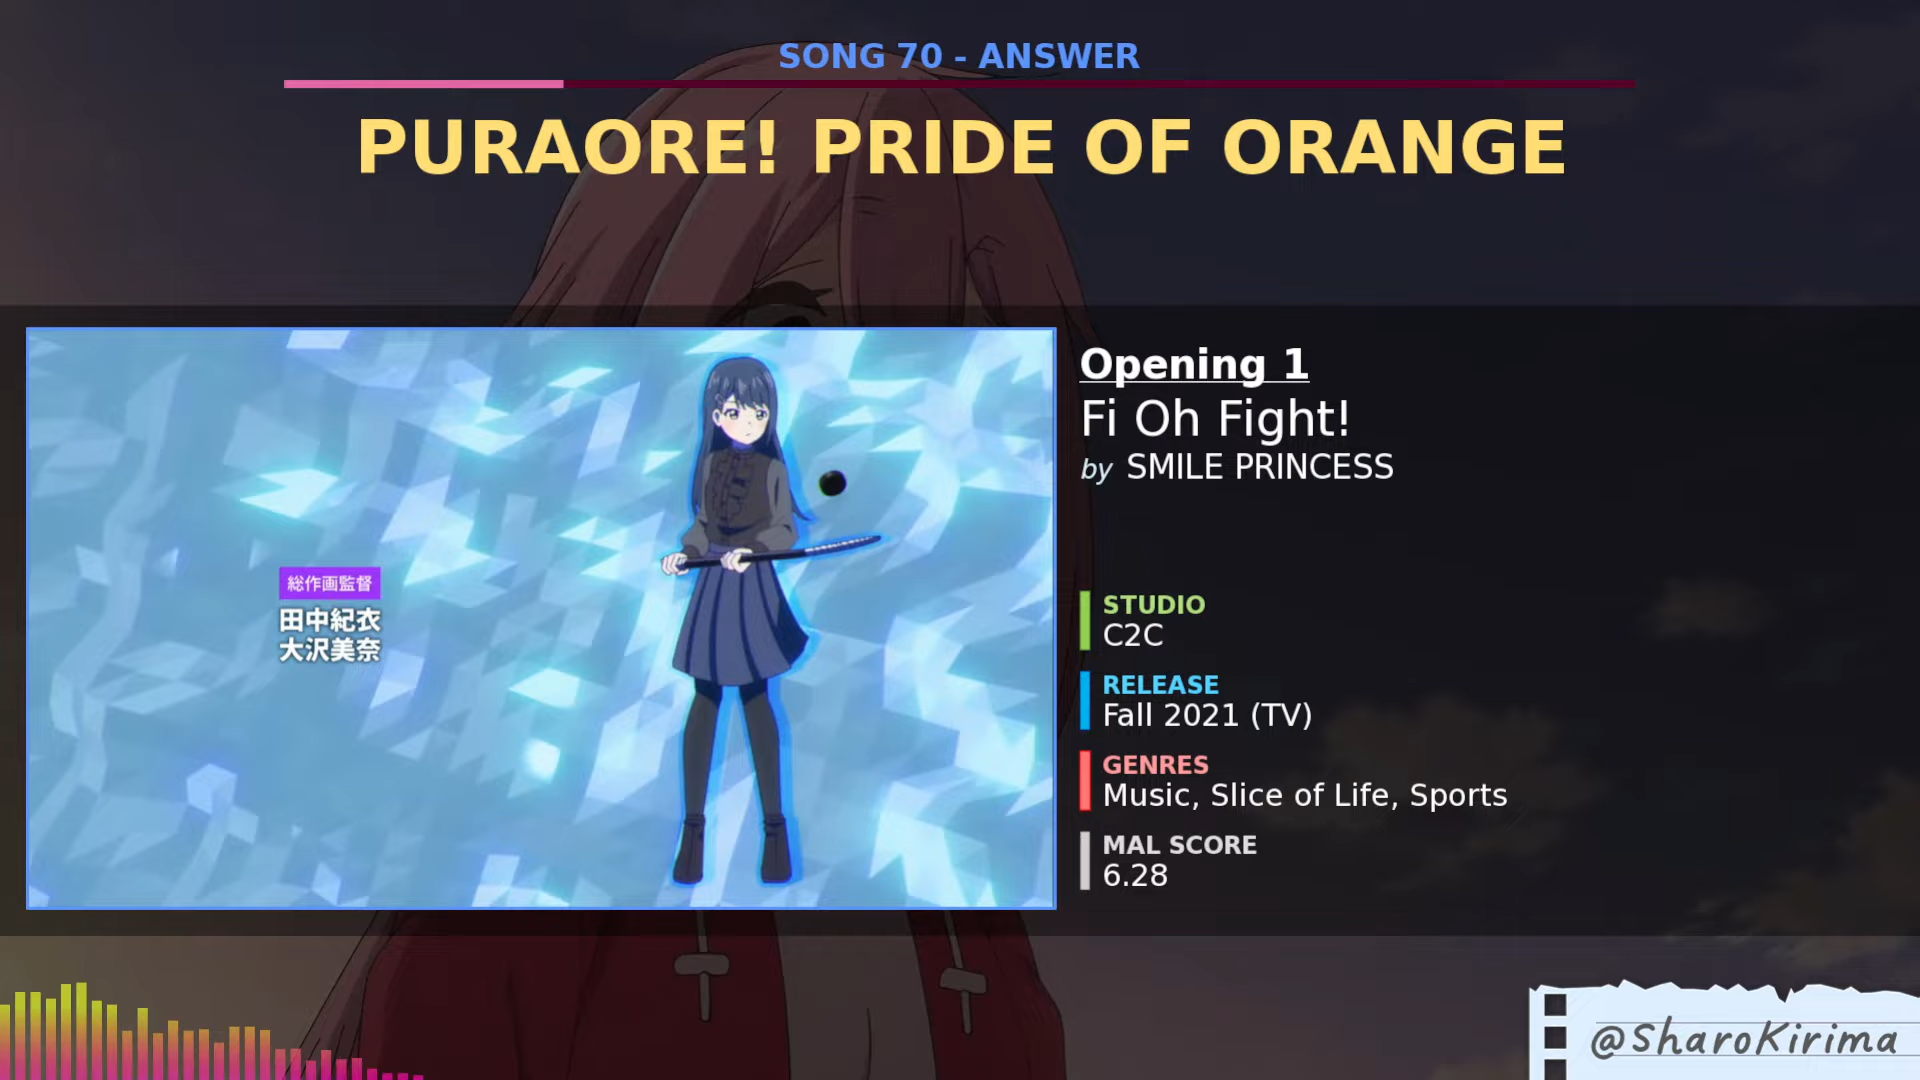 SONG 70 - ANSWER
PURAORE! PRIDE OF ORANGE
総作画監督
田中紀衣
大沢美奈
Opening 1
Fi Oh Fight!
by SMILE PRINCESS
STUDIO
C2C
RELEASE
Fall 2021 (TV)
GENRES
Music, Slice of Life, Sports
MAL SCORE
6.28
@SharoKirima